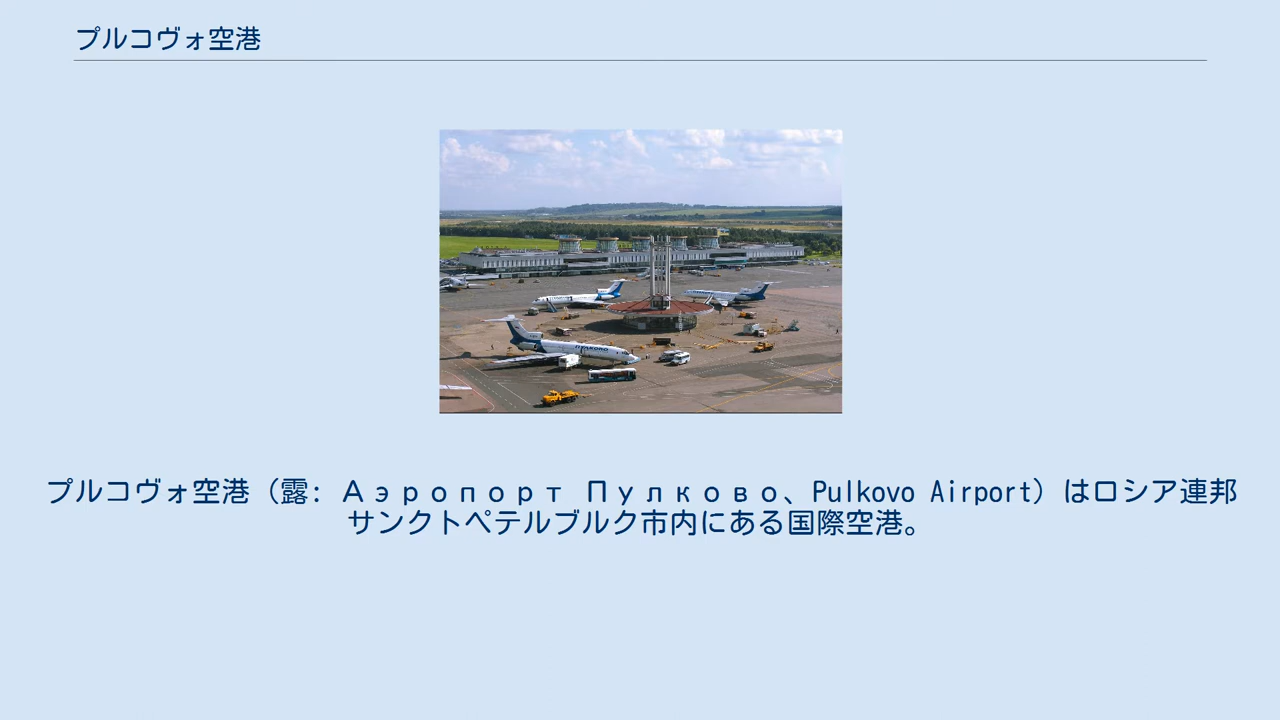 プルコヴォ空港
プルコヴォ空港（露: Аэропорт Пулково、Pulkovo Airport）はロシア連邦
サンクトペテルブルク市内にある国際空港。